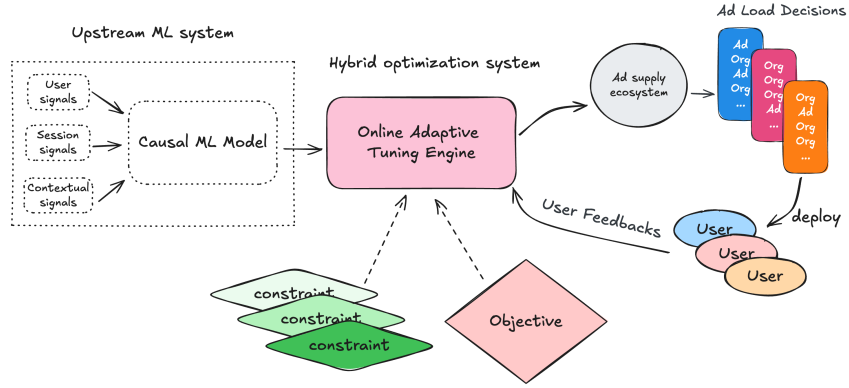 Upstream ML system
User
signals
Session
signals
Contextual
signals
Causal ML Model
Hybrid optimization system
Online Adaptive
Tuning Engine
constraint
constraint
constraint
Objective
Ad supply
ecosystem
Ad Load Decisions
Ad
Org
Ad
Org
...
Org
Org
Org
Ad
...
Org
Ad
Org
Org
...
deploy
User
User
User
User Feedbacks